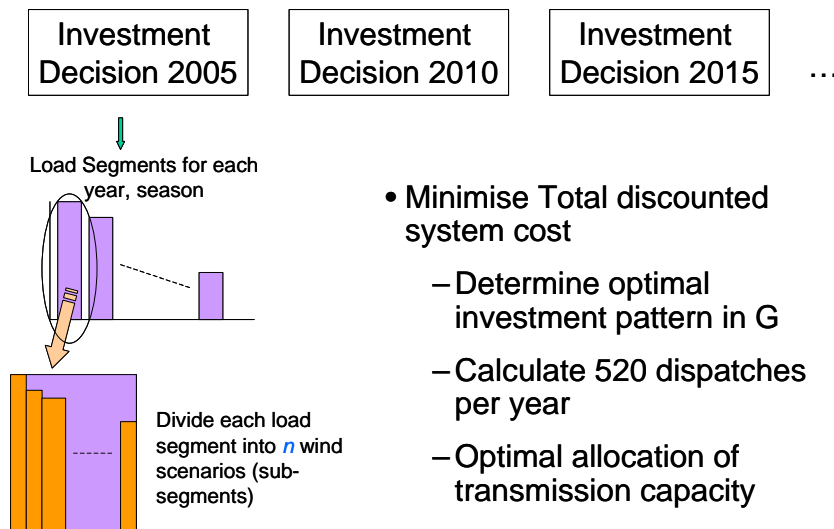 Investment
Decision 2005
Investment
Decision 2010
Investment
Decision 2015
...
Load Segments for each
year, season
Divide each load
segment into n wind
scenarios (sub-
segments)
• Minimise Total discounted
system cost
–Determine optimal
investment pattern in G
–Calculate 520 dispatches
per year
–Optimal allocation of
transmission capacity